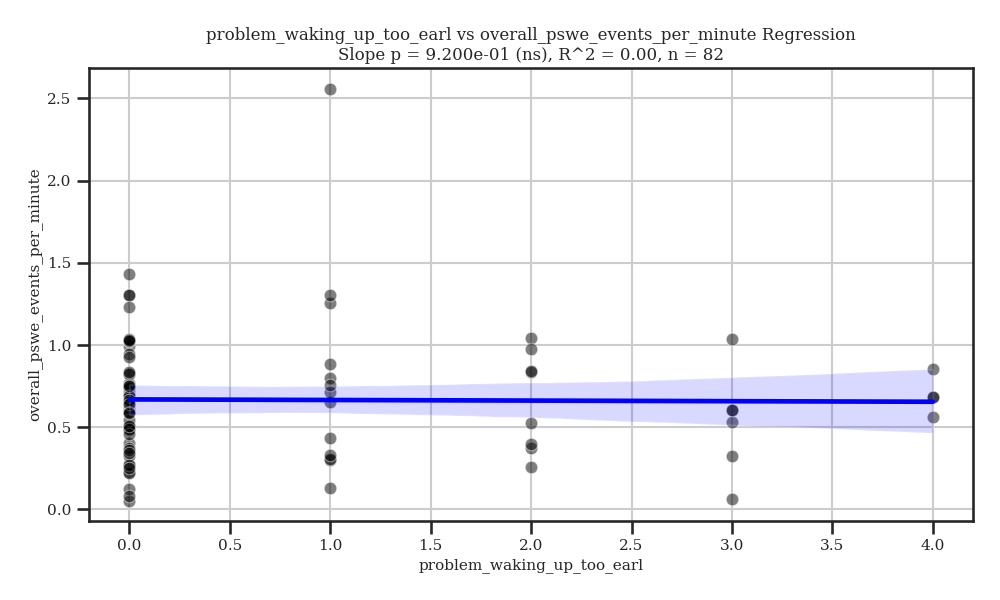 problem_waking_up_too_earl vs overall_pswe_events_per_minute Regression
Slope p = 9.200e-01 (ns), R^2 = 0.00, n = 82
overall_pswe_events_per_minute
2.5
2.0
1.5
1.0
0.5
0.0
0.0 0.5 1.0 1.5 2.0 2.5 3.0 3.5 4.0
problem_waking_up_too_earl